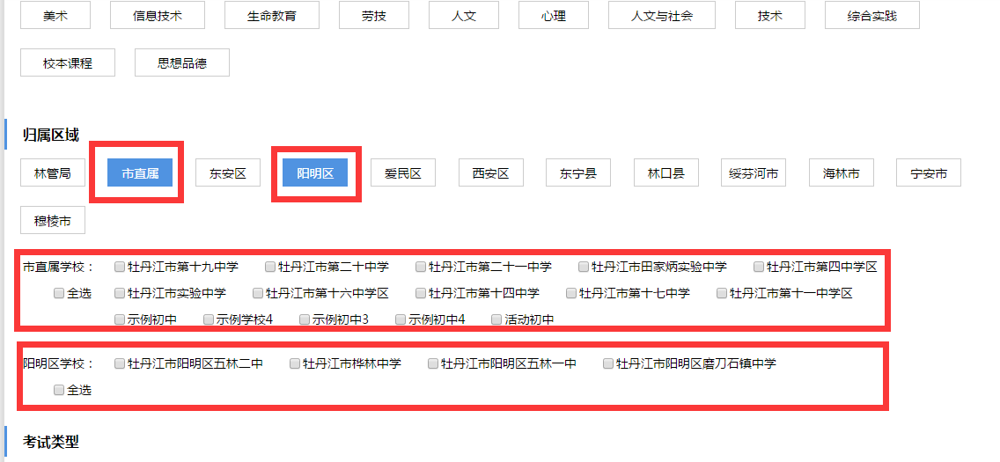 美术 信息技术 生命教育 劳技 人文 心理 人文与社会 技术 综合实践
校本课程 思想品德
归属区域
林管局 市直属 东安区 阳明区 爱民区 西安区 东宁县 林口县 绥芬河市 海林市 宁安市
穆棱市
市直属学校： 牡丹江市第十九中学 牡丹江市第二十中学 牡丹江市第二十一中学 牡丹江市田家炳实验中学 牡丹江市第四中学区
全选 牡丹江市实验中学 牡丹江市第十六中学区 牡丹江市第十四中学 牡丹江市第十七中学 牡丹江市第十一中学区
示例初中 示例学校4 示例初中3 示例初中4 活动初中
阳明区学校： 牡丹江市阳明区五林二中 牡丹江市桦林中学 牡丹江市阳明区五林一中 牡丹江市阳明区磨刀石镇中学
全选
考试类型